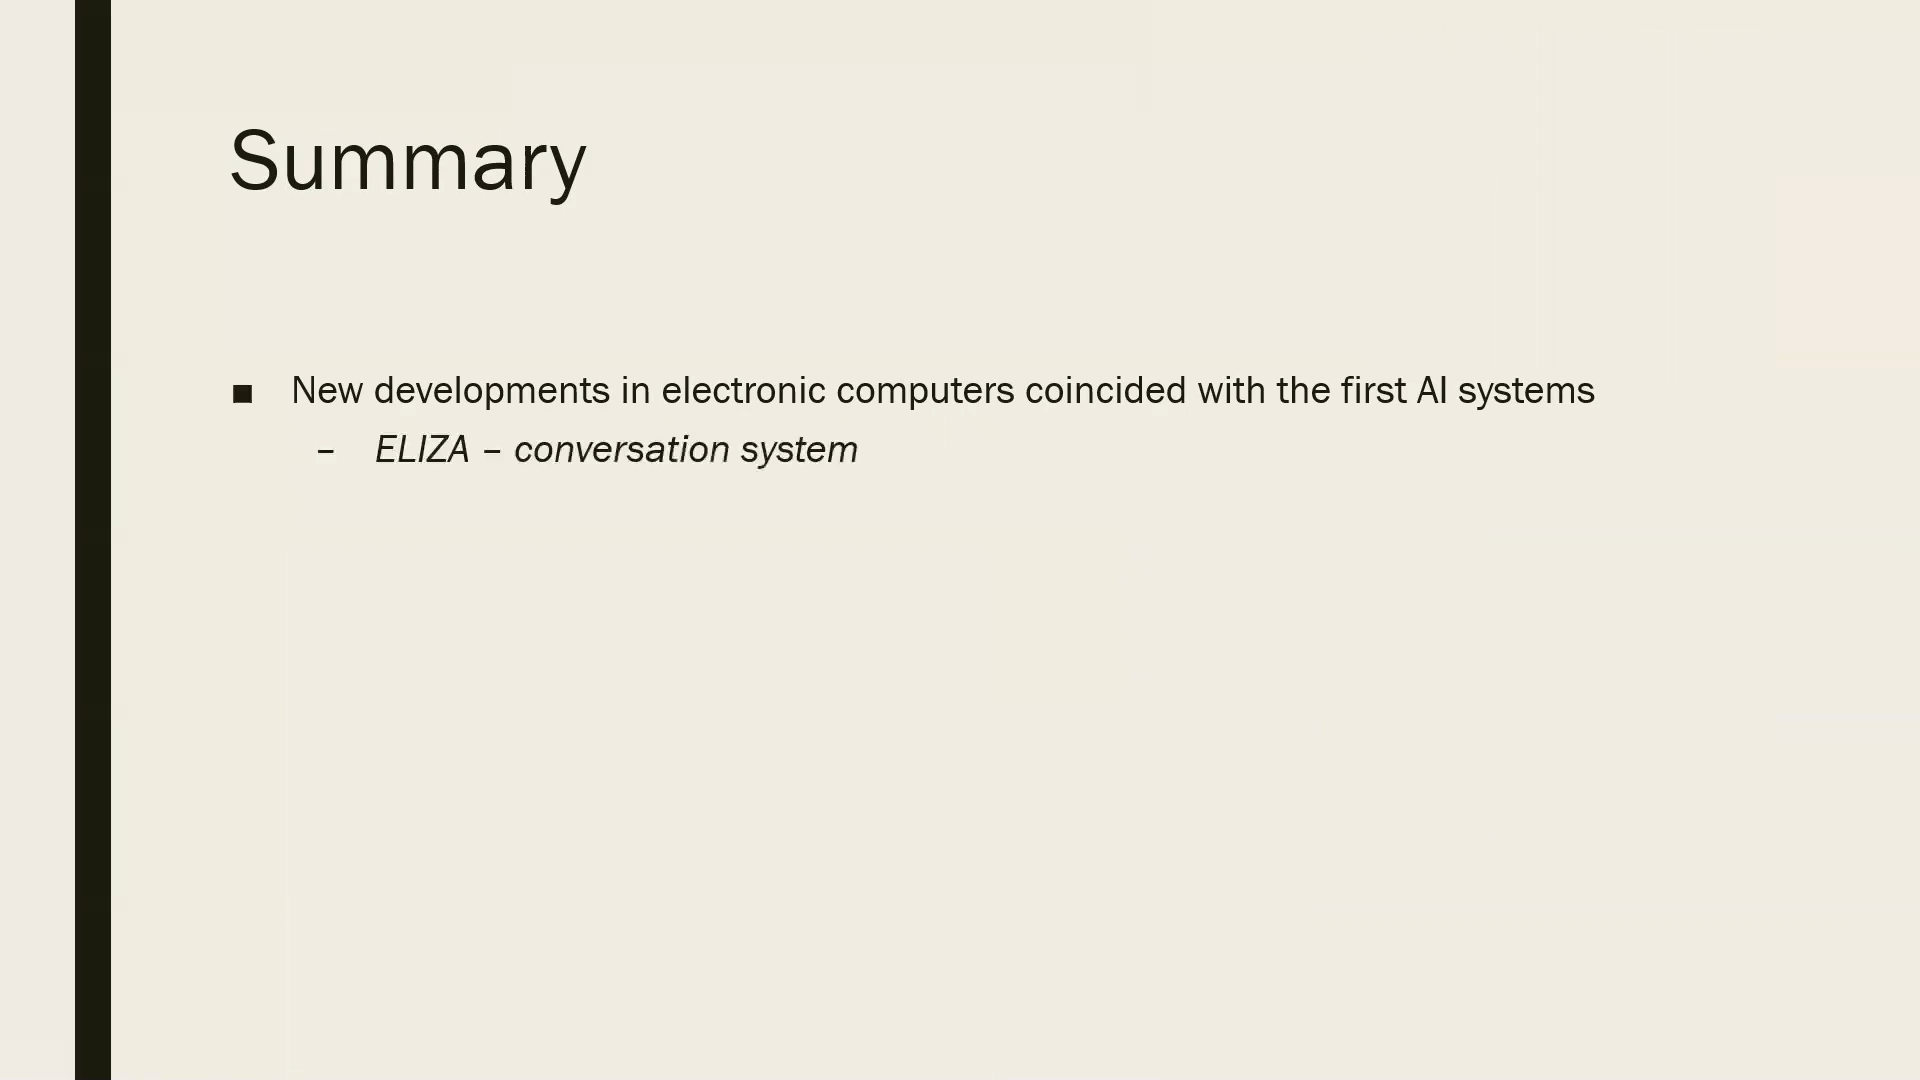 Summary
■ New developments in electronic computers coincided with the first AI systems
– ELIZA – conversation system